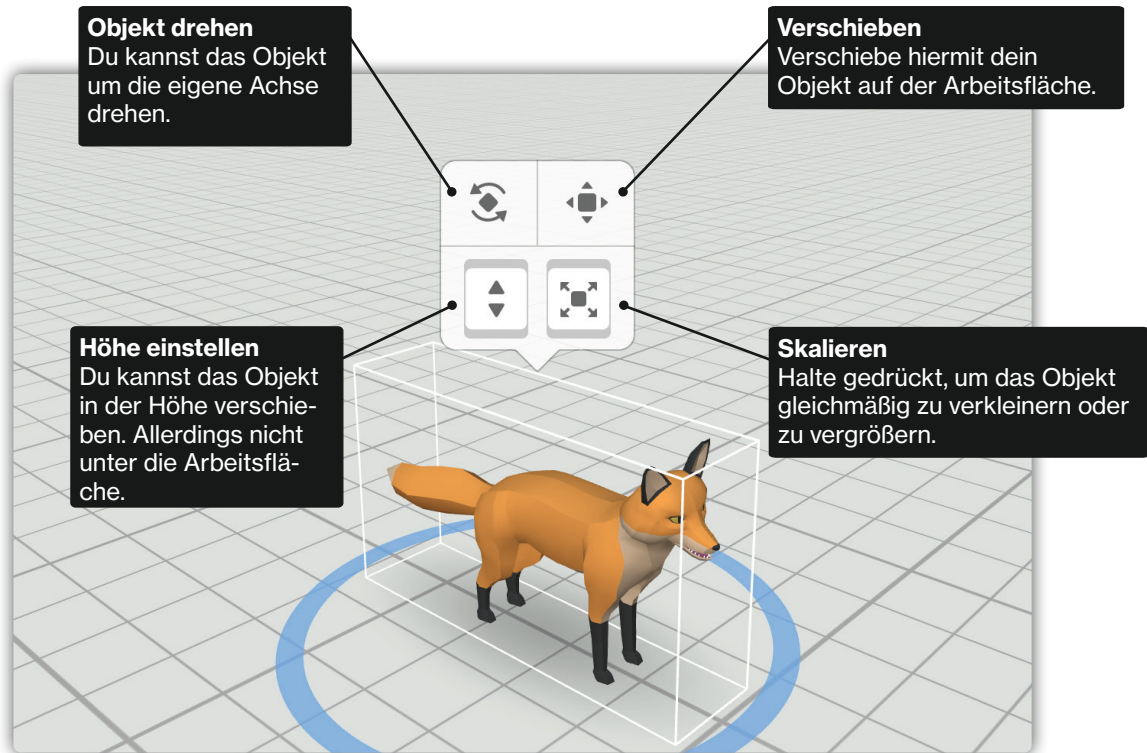 Objekt drehen
Du kannst das Objekt
um die eigene Achse
drehen.
Verschieben
Verschiebe hiermit dein
Objekt auf der Arbeitsfläche.
Höhe einstellen
Du kannst das Objekt
in der Höhe verschie-
ben. Allerdings nicht
unter die Arbeitsflä-
che.
Skalieren
Halte gedrückt, um das Objekt
gleichmäßig zu verkleinern oder
zu vergrößern.